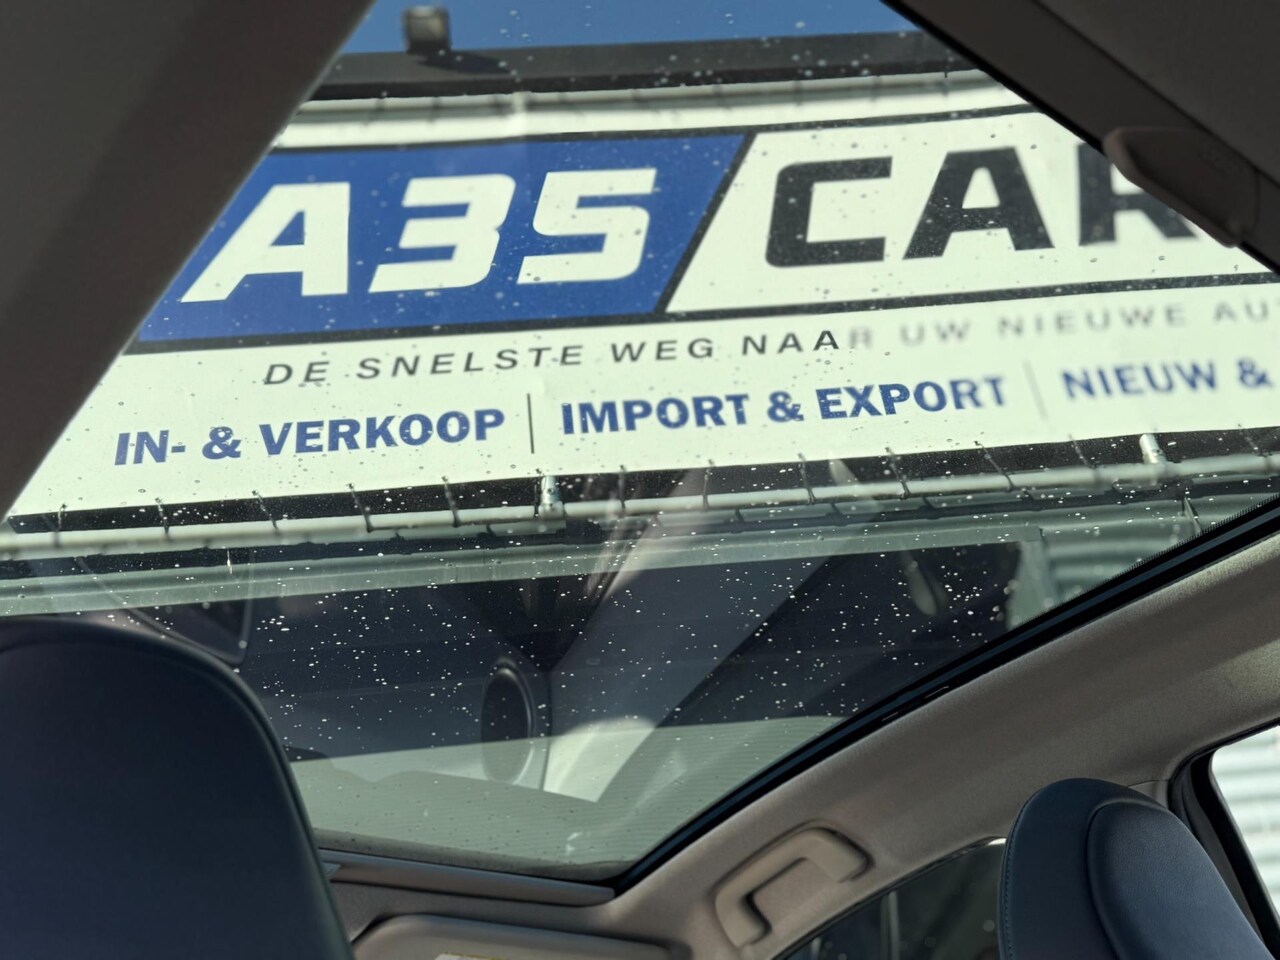 A35 CAR
DE SNELSTE WEG NAAR UW NIEUWE AU
IN- & VERKOOP | IMPORT & EXPORT | NIEUW &